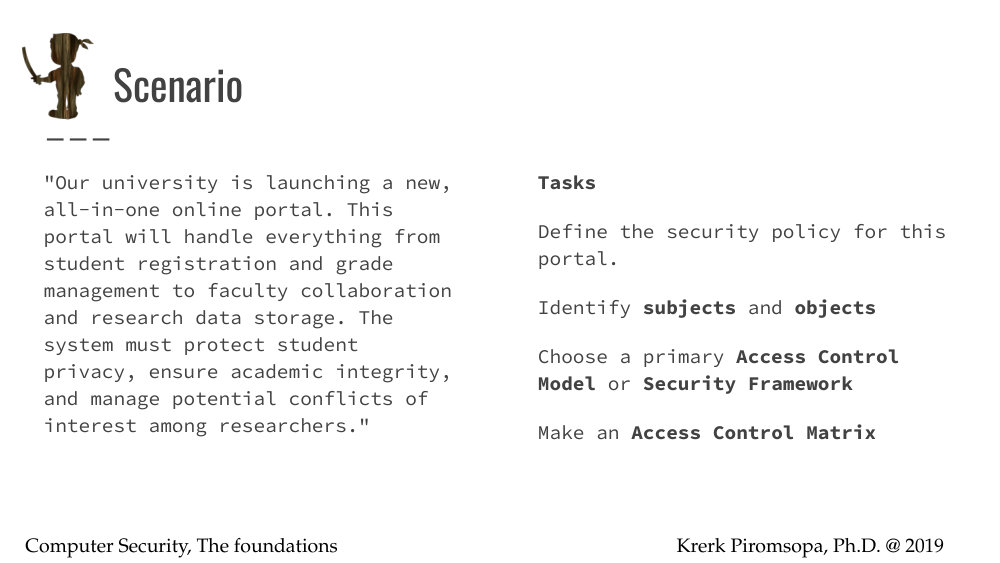 Scenario
"Our university is launching a new,
all-in-one online portal. This
portal will handle everything from
student registration and grade
management to faculty collaboration
and research data storage. The
system must protect student
privacy, ensure academic integrity,
and manage potential conflicts of
interest among researchers."
Tasks
Define the security policy for this
portal.
Identify subjects and objects
Choose a primary Access Control
Model or Security Framework
Make an Access Control Matrix
Computer Security, The foundations
Krerk Piromsopa, Ph.D. @ 2019